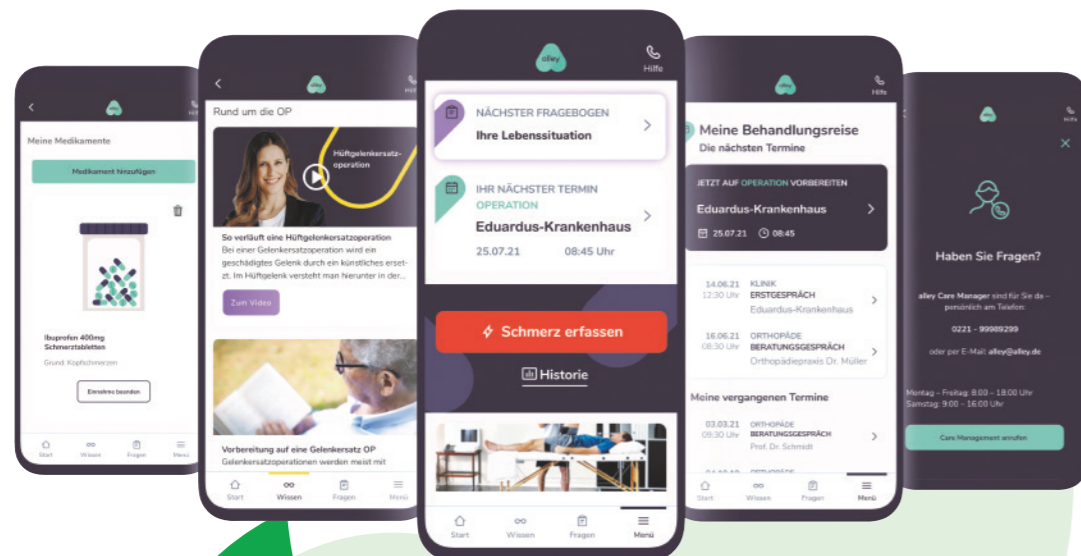 alley
Hilfe
Meine Medikamente
Medikament hinzufügen
Ibuprofen 400mg
Schmerztabletten
Grund: Kopfschmerzen
Einnahme beenden
Start
Wissen
Fragen
Menü
alley
Hilfe
Rund um die OP
Hüftgelenkersatz-
operation
So verläuft eine Hüftgelenkersatzoperation
Bei einer Gelenkersatzoperation wird ein
geschädigtes Gelenk durch ein künstliches erset-
zt. Im Hüftgelenk versteht man hierunter in der...
Zum Video
Vorbereitung auf eine Gelenkersatz OP
Gelenkersatzoperationen werden meist mit
Start
Wissen
Fragen
Menü
alley
Hilfe
NÄCHSTER FRAGEBOGEN
Ihre Lebenssituation
IHR NÄCHSTER TERMIN
OPERATION
Eduardus-Krankenhaus
25.07.21 08:45 Uhr
Schmerz erfassen
Historie
Start
Wissen
Fragen
Menü
alley
Hilfe
Meine Behandlungsreise
Die nächsten Termine
JETZT AUF OPERATION VORBEREITEN
Eduardus-Krankenhaus
25.07.21 08:45
14.06.21 KLINIK
12:30 Uhr ERSTGESPRÄCH
Eduardus-Krankenhaus
16.06.21 ORTHOPÄDE
08:30 Uhr BERATUNGSGESPRÄCH
Orthopädiepraxis Dr. Müller
Meine vergangenen Termine
03.03.21 ORTHOPÄDE
09:30 Uhr BERATUNGSGESPRÄCH
Prof. Dr. Schmidt
ORTHOPÄDE
Start
Wissen
Fragen
Menü
alley
Hilfe
Haben Sie Fragen?
alley Care Manager sind für Sie da –
persönlich am Telefon:
0221 - 99989299
oder per E-Mail: alley@alley.de
Montag – Freitag: 8:00 – 18:00 Uhr
Samstag: 9:00 – 16:00 Uhr
Care Management anrufen